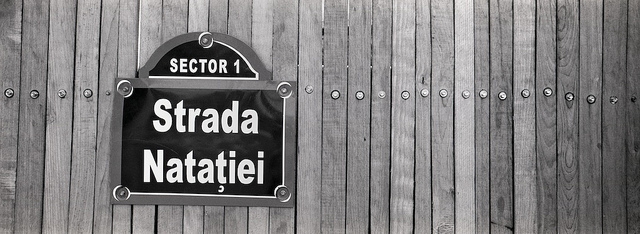 SECTOR 1
Strada
Natației